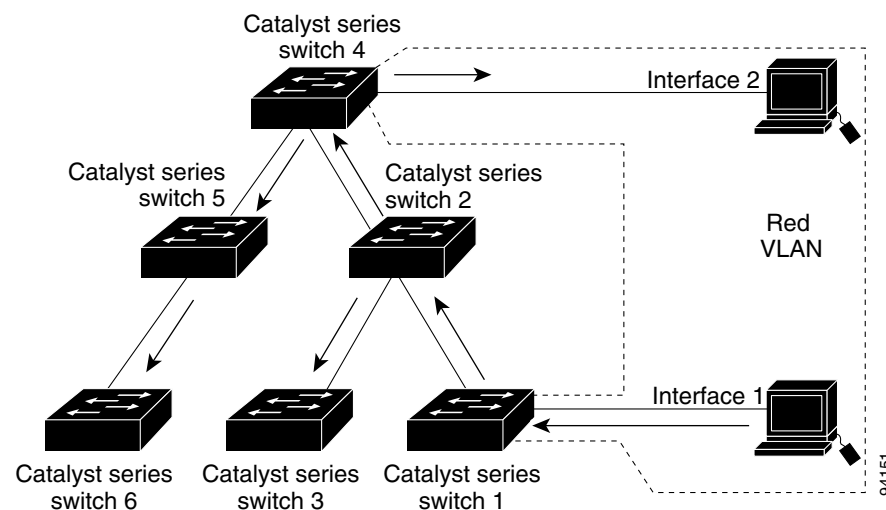 Catalyst series
switch 4
Interface 2
Catalyst series
switch 5
Catalyst series
switch 2
Red
VLAN
Interface 1
Catalyst series
switch 6
Catalyst series
switch 3
Catalyst series
switch 1
94151